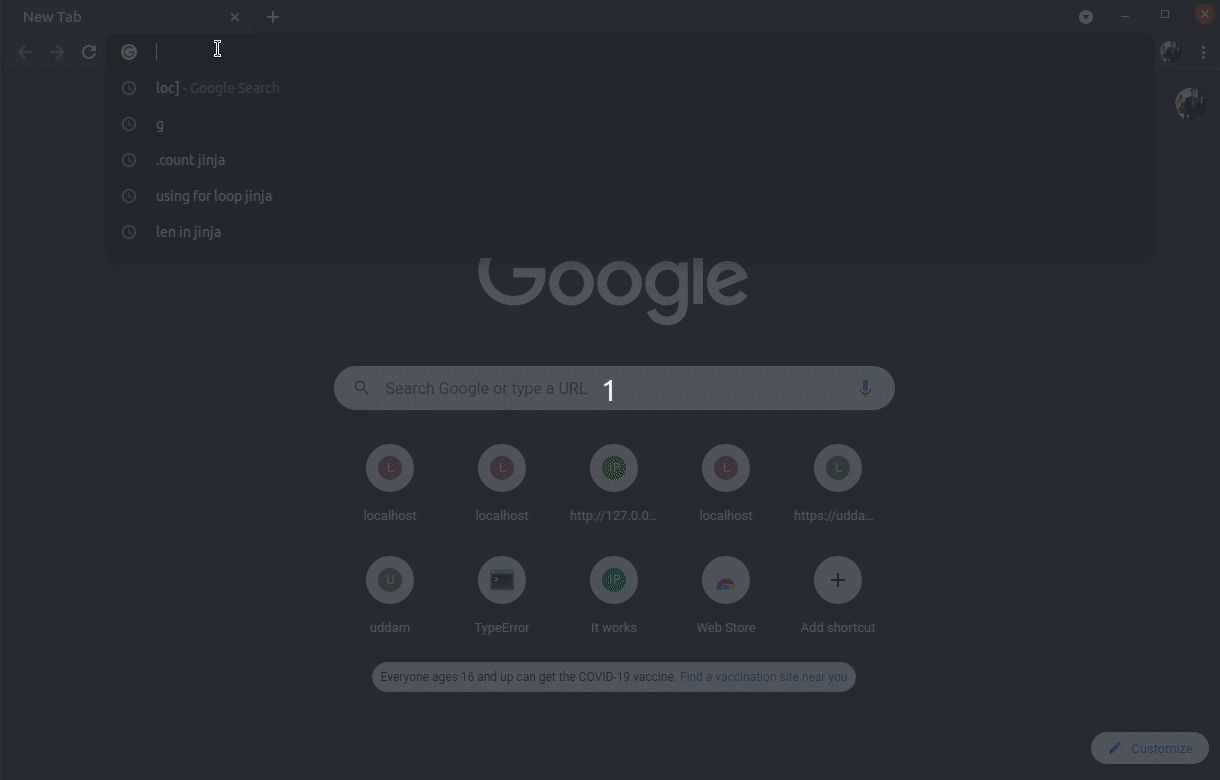 New Tab
loc] - Google Search
g
.count jinja
using for loop jinja
len in jinja
Google
Search Google or type a URL
1
L
L
IP
L
L
localhost
localhost
http://127.0.0...
localhost
https://udda...
U
IP
uddam
TypeError
It works
Web Store
Add shortcut
Everyone ages 16 and up can get the COVID-19 vaccine. Find a vaccination site near you
Customize